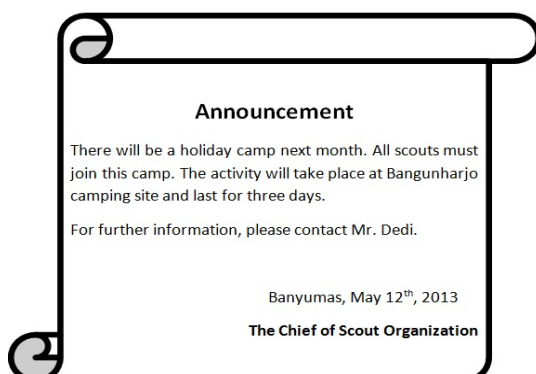 Announcement
There will be a holiday camp next month. All scouts must
join this camp. The activity will take place at Bangunharjo
camping site and last for three days.
For further information, please contact Mr. Dedi.
Banyumas, May 12th, 2013
The Chief of Scout Organization